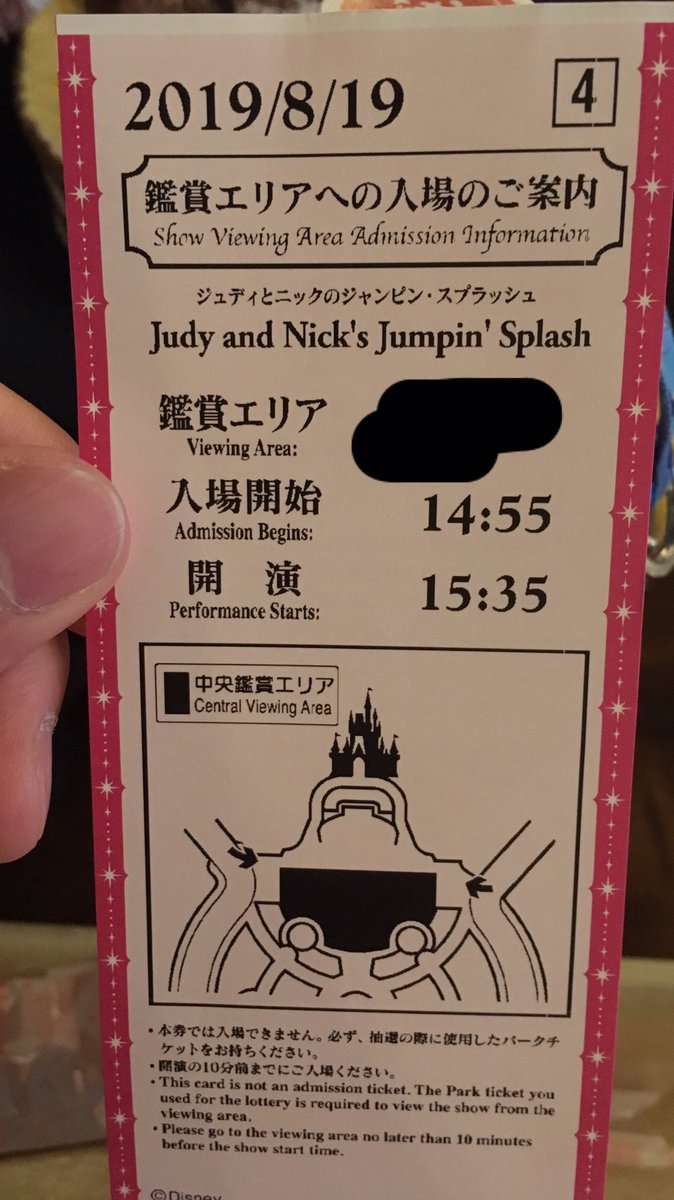 2019/8/19
4
鑑賞エリアへの入場のご案内
Show Viewing Area Admission Information
ジュディとニックのジャンピン・スプラッシュ
Judy and Nick's Jumpin' Splash
鑑賞エリア
Viewing Area:
入場開始 14:55
Admission Begins:
開 演 15:35
Performance Starts:
中央鑑賞エリア
Central Viewing Area
・本券では入場できません。必ず、抽選の際に使用したパークチ
ケットをお持ちください。
・開演の10分前までにご入場ください。
・This card is not an admission ticket. The Park ticket you
used for the lottery is required to view the show from the
viewing area.
・Please go to the viewing area no later than 10 minutes
before the show start time.
©Disney